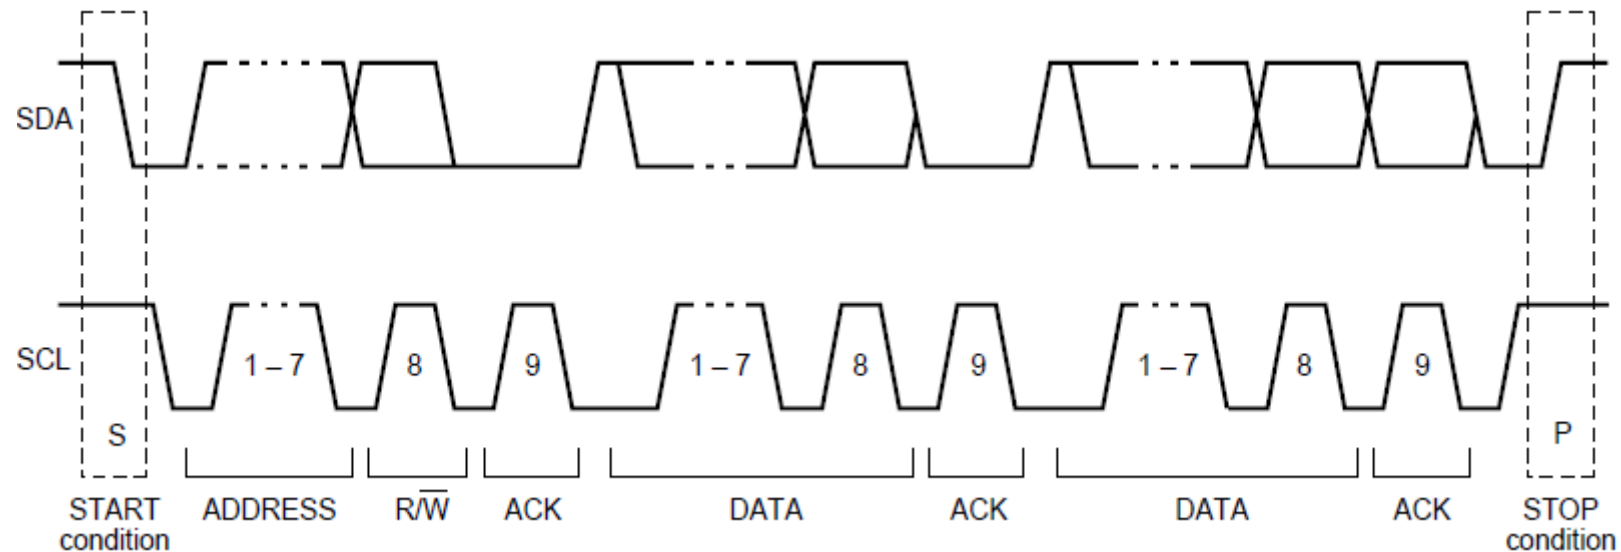 SDA
SCL
1 – 7
8
9
1 – 7
8
9
1 – 7
8
9
S
P
START condition
ADDRESS
R/W̅
ACK
DATA
ACK
DATA
ACK
STOP condition